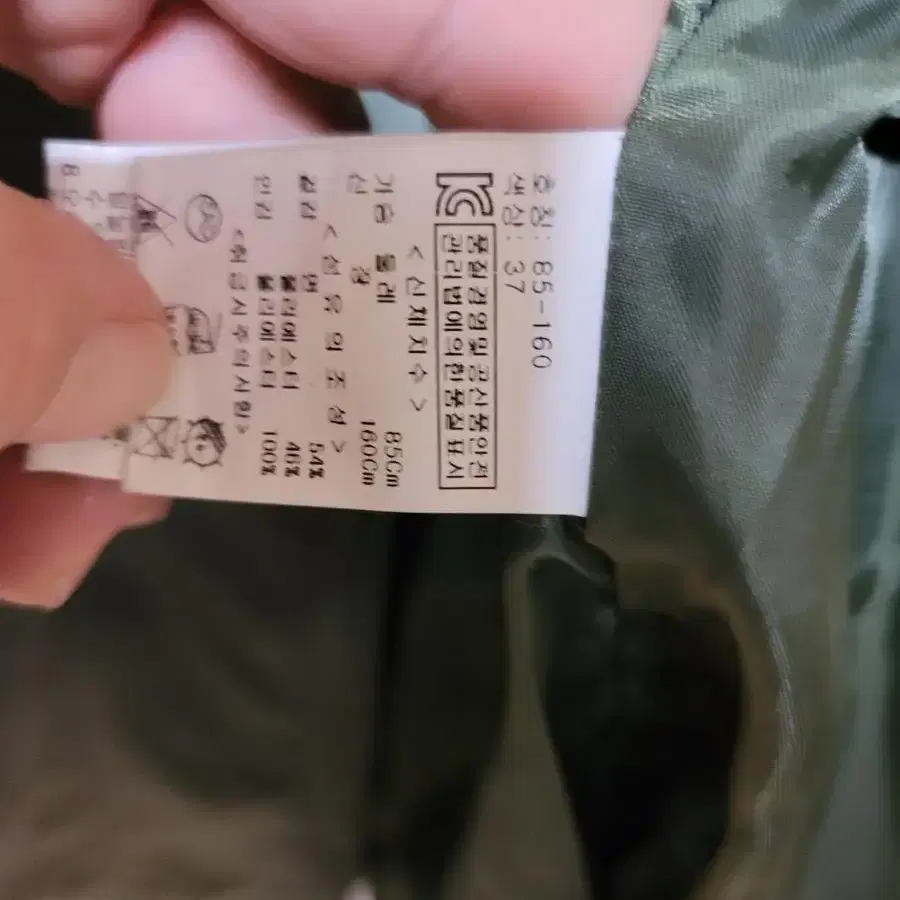 호칭: 85-160
색상: 37
품질경영및공산품안전
관리법에의한품질표시
<신체치수>
가슴 둘레 85Cm
신 장 160Cm
<섬 유 의 조 성>
겉감 면 54%
폴리에스터 46%
안감 폴리에스터 100%
<취급시주의사항>